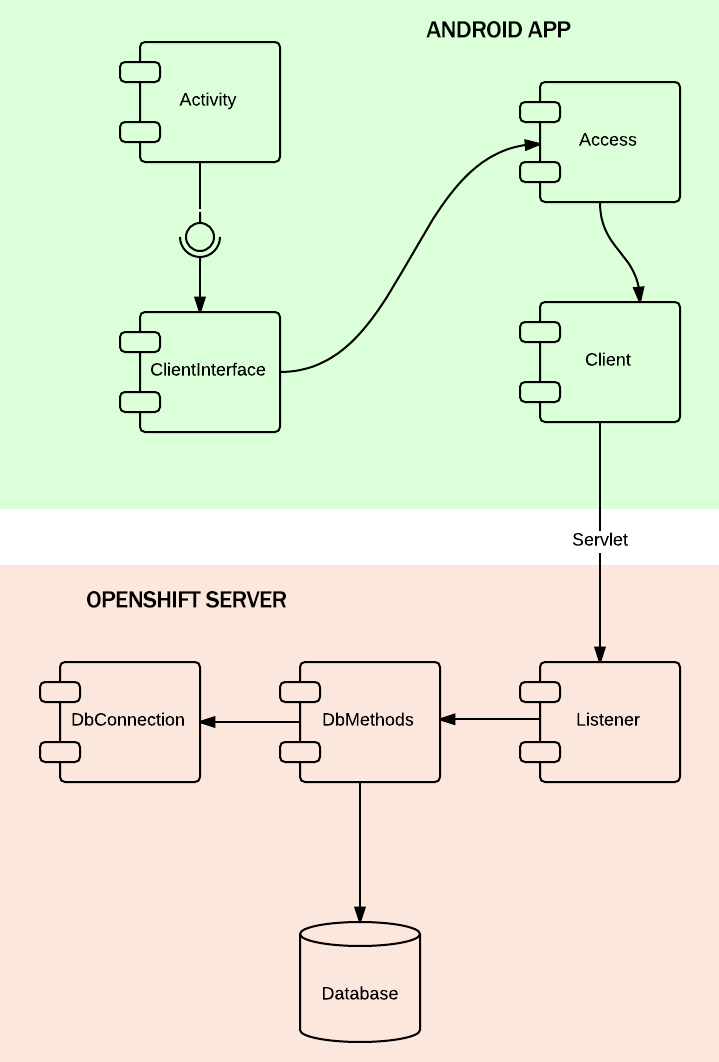 ANDROID APP
Activity
Access
ClientInterface
Client
Servlet
OPENSHIFT SERVER
DbConnection
DbMethods
Listener
Database